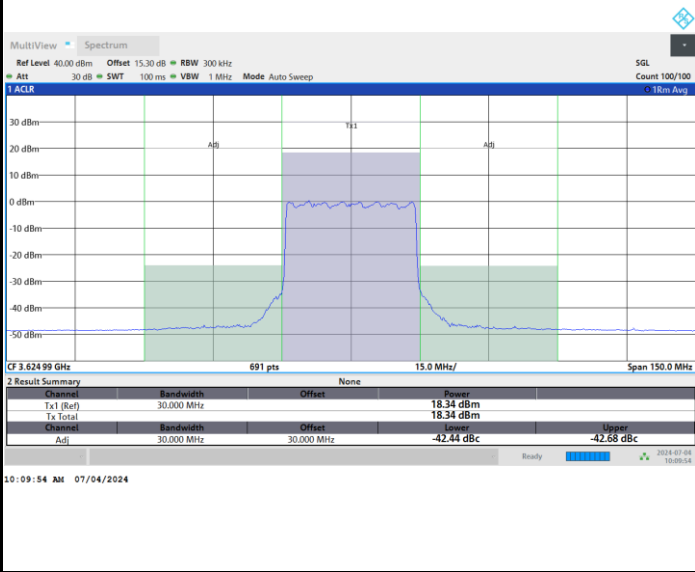 MultiView Spectrum
Ref Level 40.00 dBm Offset 15.30 dB RBW 300 kHz SGL
Att 30 dB SWT 100 ms VBW 1 MHz Mode Auto Sweep Count 100/100
1 ACLR 1Rm Avg
30 dBm
Tx1
20 dBm
Adj Adj
10 dBm
0 dBm
-10 dBm
-20 dBm
-30 dBm
-40 dBm
-50 dBm
CF 3.62499 GHz 691 pts 15.0 MHz/ Span 150.0 MHz
2 Result Summary None
Channel Bandwidth Offset Power
Tx1 (Ref) 30.000 MHz 18.34 dBm
Tx Total 18.34 dBm
Channel Bandwidth Offset Lower Upper
Adj 30.000 MHz 30.000 MHz -42.44 dBc -42.68 dBc
Ready 2024-07-04
10:09:54
10:09:54 AM 07/04/2024